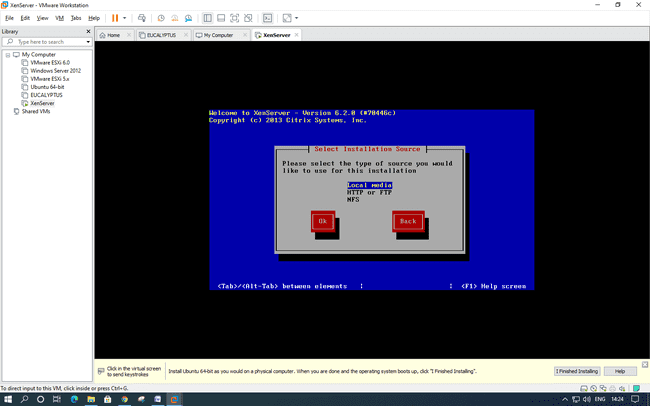 XenServer - VMware Workstation
File Edit View VM Tabs Help
Library
Type here to search
My Computer
VMware ESXi 6.0
Windows Server 2012
VMware ESXi 5.x
Ubuntu 64-bit
EUCALYPTUS
XenServer
Shared VMs
Home EUCALYPTUS My Computer XenServer
Welcome to XenServer - Version 6.2.0 (#70446c)
Copyright (c) 2013 Citrix Systems, Inc.
Select Installation Source
Please select the type of source you would
like to use for this installation
Local media
HTTP or FTP
NFS
Ok Back
<Tab>/<Alt-Tab> between elements | | <F1> Help screen
Click in the virtual screen
to send keystrokes
Install Ubuntu 64-bit as you would on a physical computer. When you are done and the operating system boots up, click "I Finished Installing".
I Finished Installing Help
To direct input to this VM, click inside or press Ctrl+G.
ENG 14:24